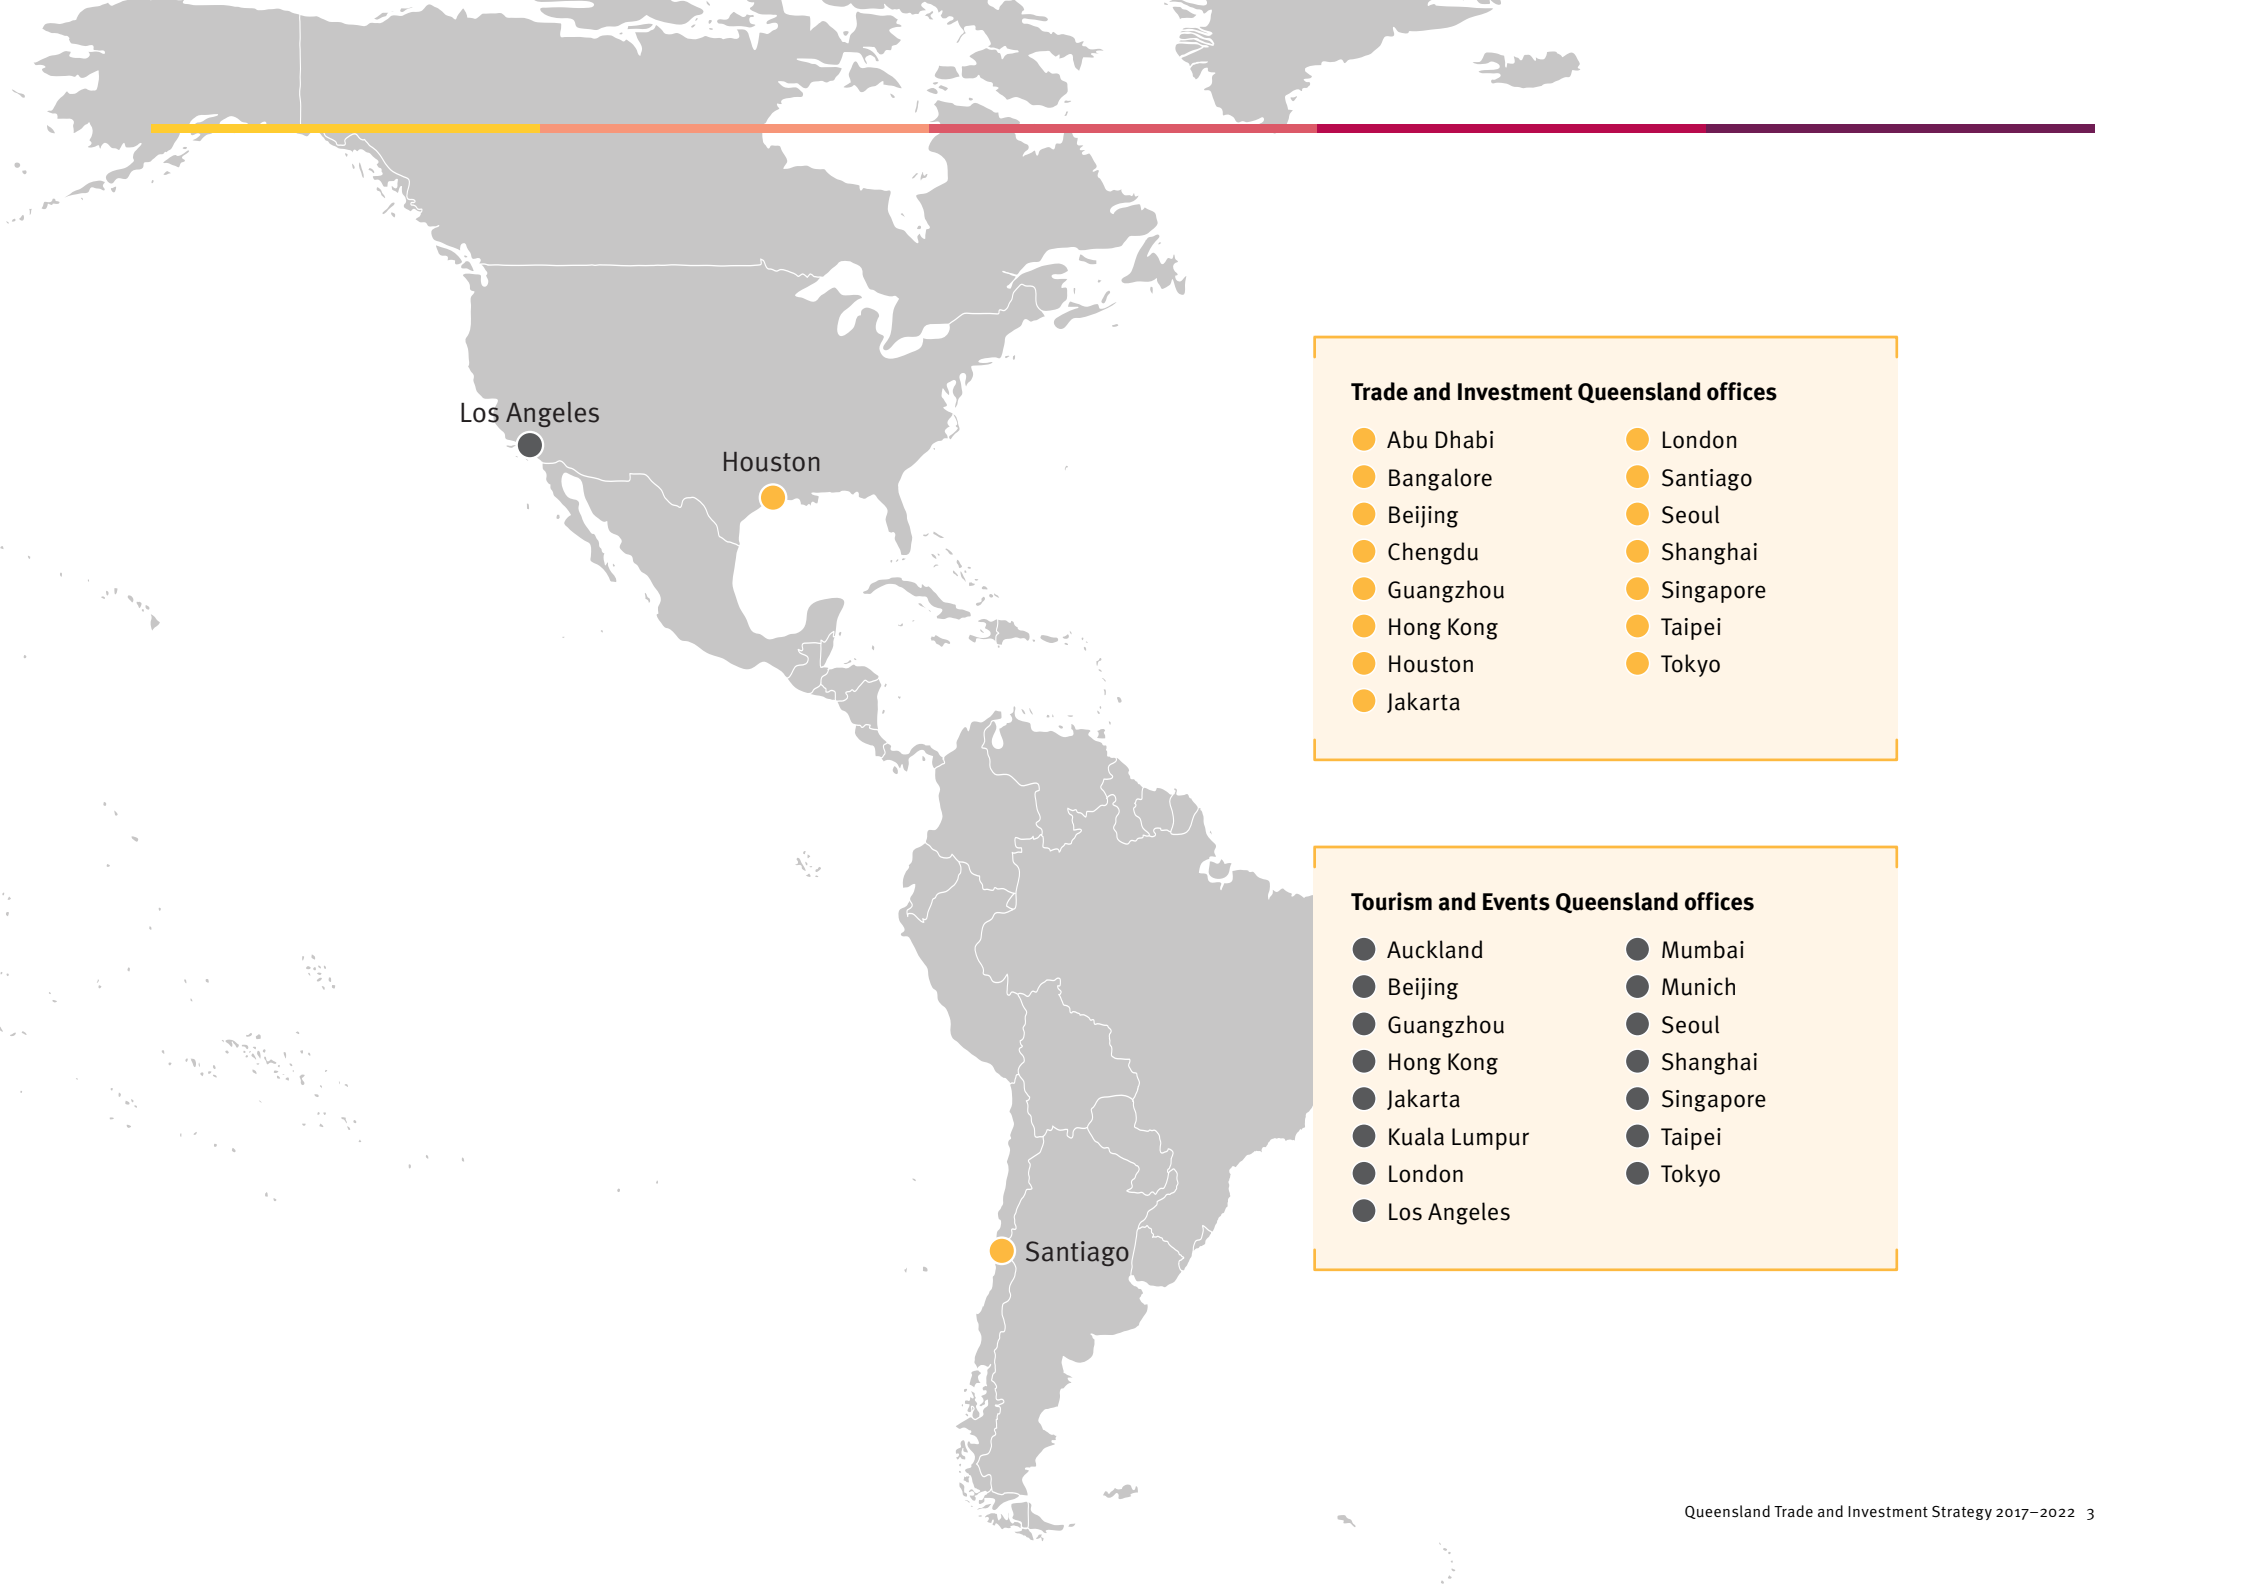 Los Angeles
Houston
Santiago
Trade and Investment Queensland offices
Abu Dhabi
Bangalore
Beijing
Chengdu
Guangzhou
Hong Kong
Houston
Jakarta
London
Santiago
Seoul
Shanghai
Singapore
Taipei
Tokyo
Tourism and Events Queensland offices
Auckland
Beijing
Guangzhou
Hong Kong
Jakarta
Kuala Lumpur
London
Los Angeles
Mumbai
Munich
Seoul
Shanghai
Singapore
Taipei
Tokyo
Queensland Trade and Investment Strategy 2017–2022 3